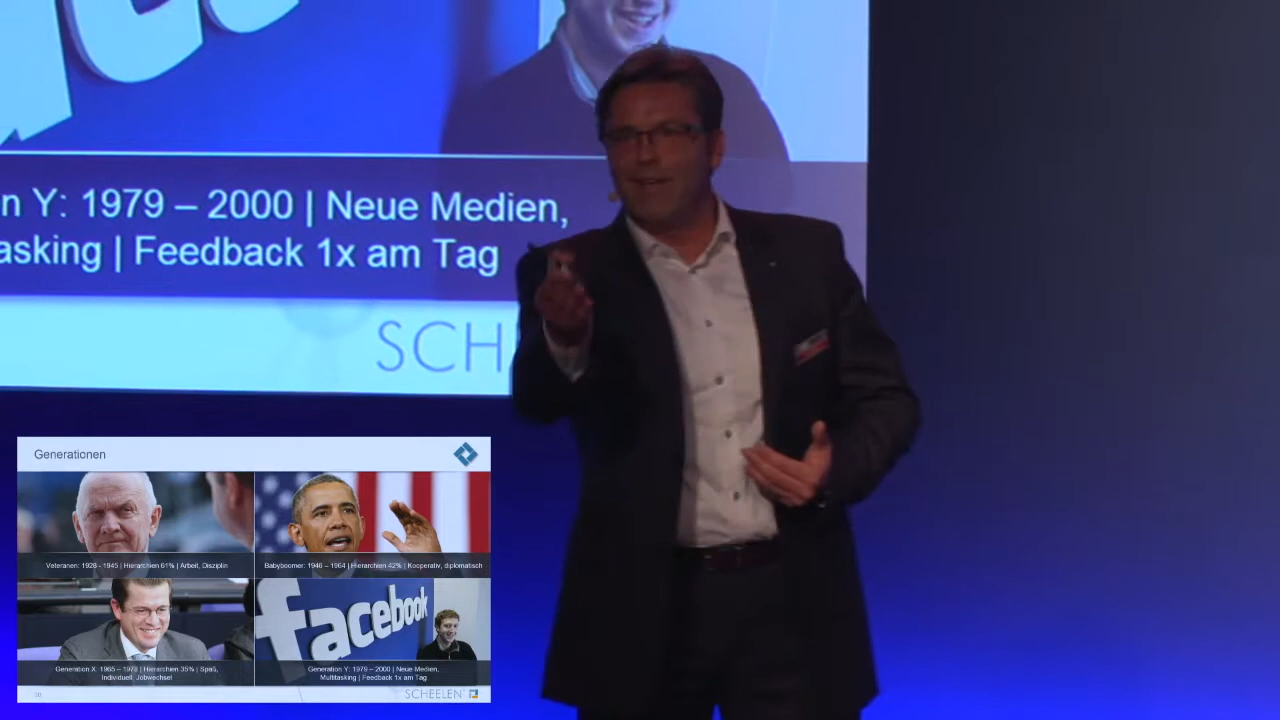 n Y: 1979 – 2000 | Neue Medien,
tasking | Feedback 1x am Tag
SCH
Generationen
Veteranen: 1928 - 1945 | Hierarchien 61% | Arbeit, Disziplin
Babyboomer: 1946 – 1964 | Hierarchien 42% | Kooperativ, diplomatisch
facebook
Generation X: 1965 – 1978 | Hierarchien 35% | Spaß,
Individuell, Jobwechsel
Generation Y: 1979 – 2000 | Neue Medien,
Multitasking | Feedback 1x am Tag
SCHEELEN